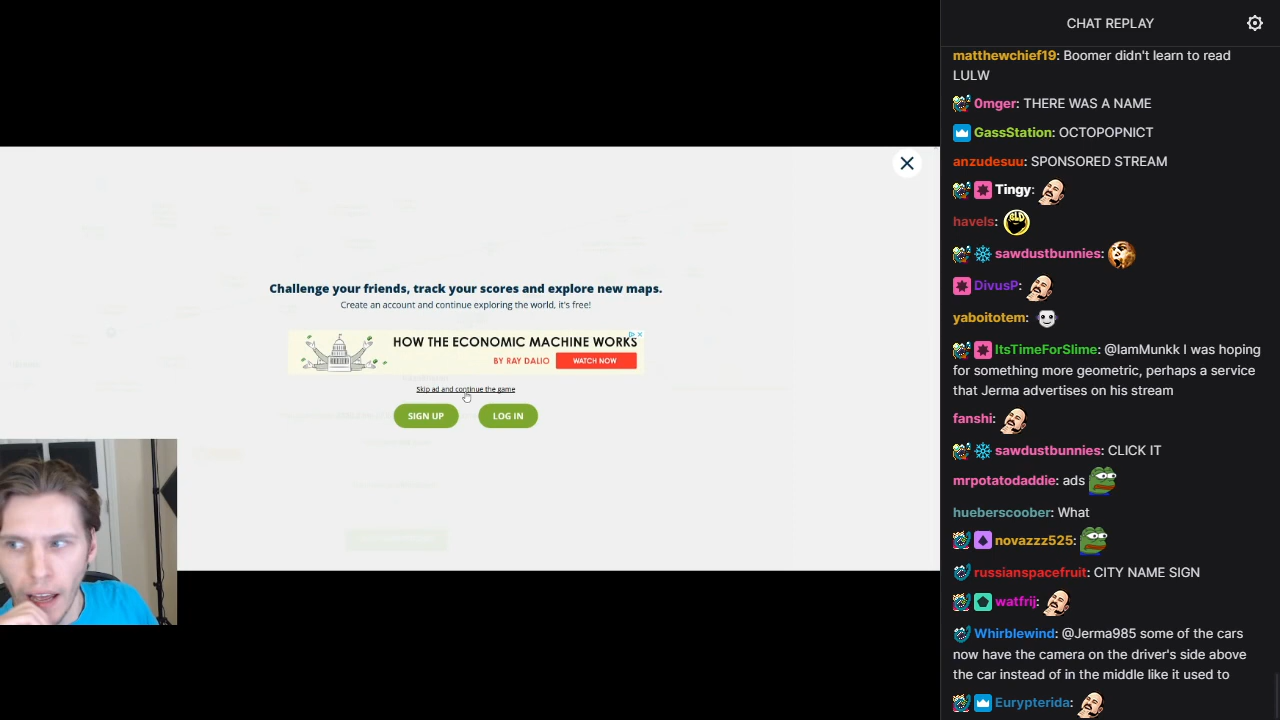 Challenge your friends, track your scores and explore new maps.
Create an account and continue exploring the world, it's free!
HOW THE ECONOMIC MACHINE WORKS
BY RAY DALIO WATCH NOW
Skip ad and continue the game
SIGN UP LOG IN
CHAT REPLAY
matthewchief19: Boomer didn't learn to read
LULW
0mger: THERE WAS A NAME
GassStation: OCTOPOPNICT
anzudesuu: SPONSORED STREAM
Tingy:
havels:
sawdustbunnies:
DivusP:
yaboitotem:
ItsTimeForSlime: @IamMunkk I was hoping
for something more geometric, perhaps a service
that Jerma advertises on his stream
fanshi:
sawdustbunnies: CLICK IT
mrpotatodaddie: ads
hueberscoober: What
novazzz525:
russianspacefruit: CITY NAME SIGN
watfrij:
Whirblewind: @Jerma985 some of the cars
now have the camera on the driver's side above
the car instead of in the middle like it used to
Eurypterida: